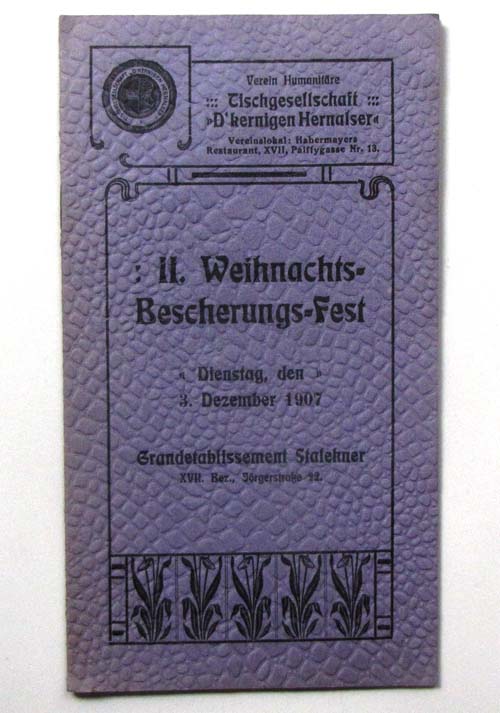 Verein Humanitäre
::: Tischgesellschaft :::
»D'kernigen Hernalser«
Vereinslokal: Habermayers
Restaurant, XVII, Palffygasse Nr. 13.
: II. Weihnachts-
Bescherungs-Fest
« Dienstag, den »
3. Dezember 1907
Grandetablissement Stalehner
XVII. Bez., Jörgerstraße 22.